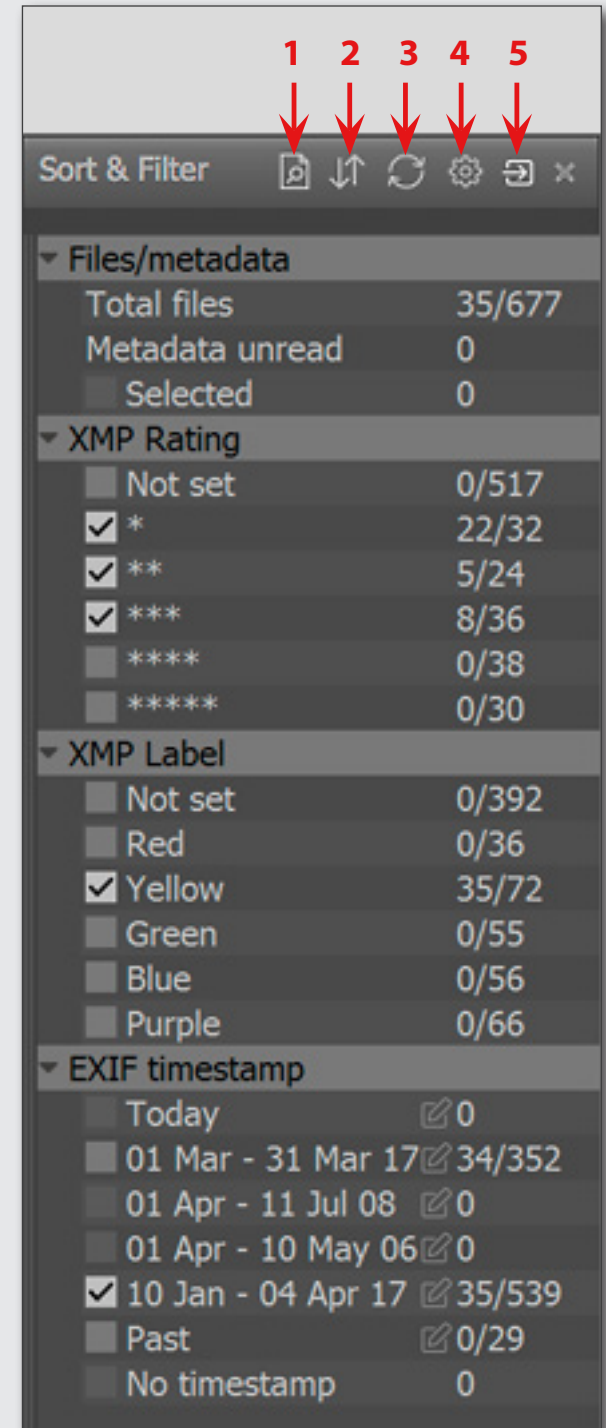 1 2 3 4 5
Sort & Filter
Files/metadata
Total files 35/677
Metadata unread 0
Selected 0
XMP Rating
Not set 0/517
* 22/32
** 5/24
*** 8/36
**** 0/38
***** 0/30
XMP Label
Not set 0/392
Red 0/36
Yellow 35/72
Green 0/55
Blue 0/56
Purple 0/66
EXIF timestamp
Today 0
01 Mar - 31 Mar 17 34/352
01 Apr - 11 Jul 08 0
01 Apr - 10 May 06 0
10 Jan - 04 Apr 17 35/539
Past 0/29
No timestamp 0